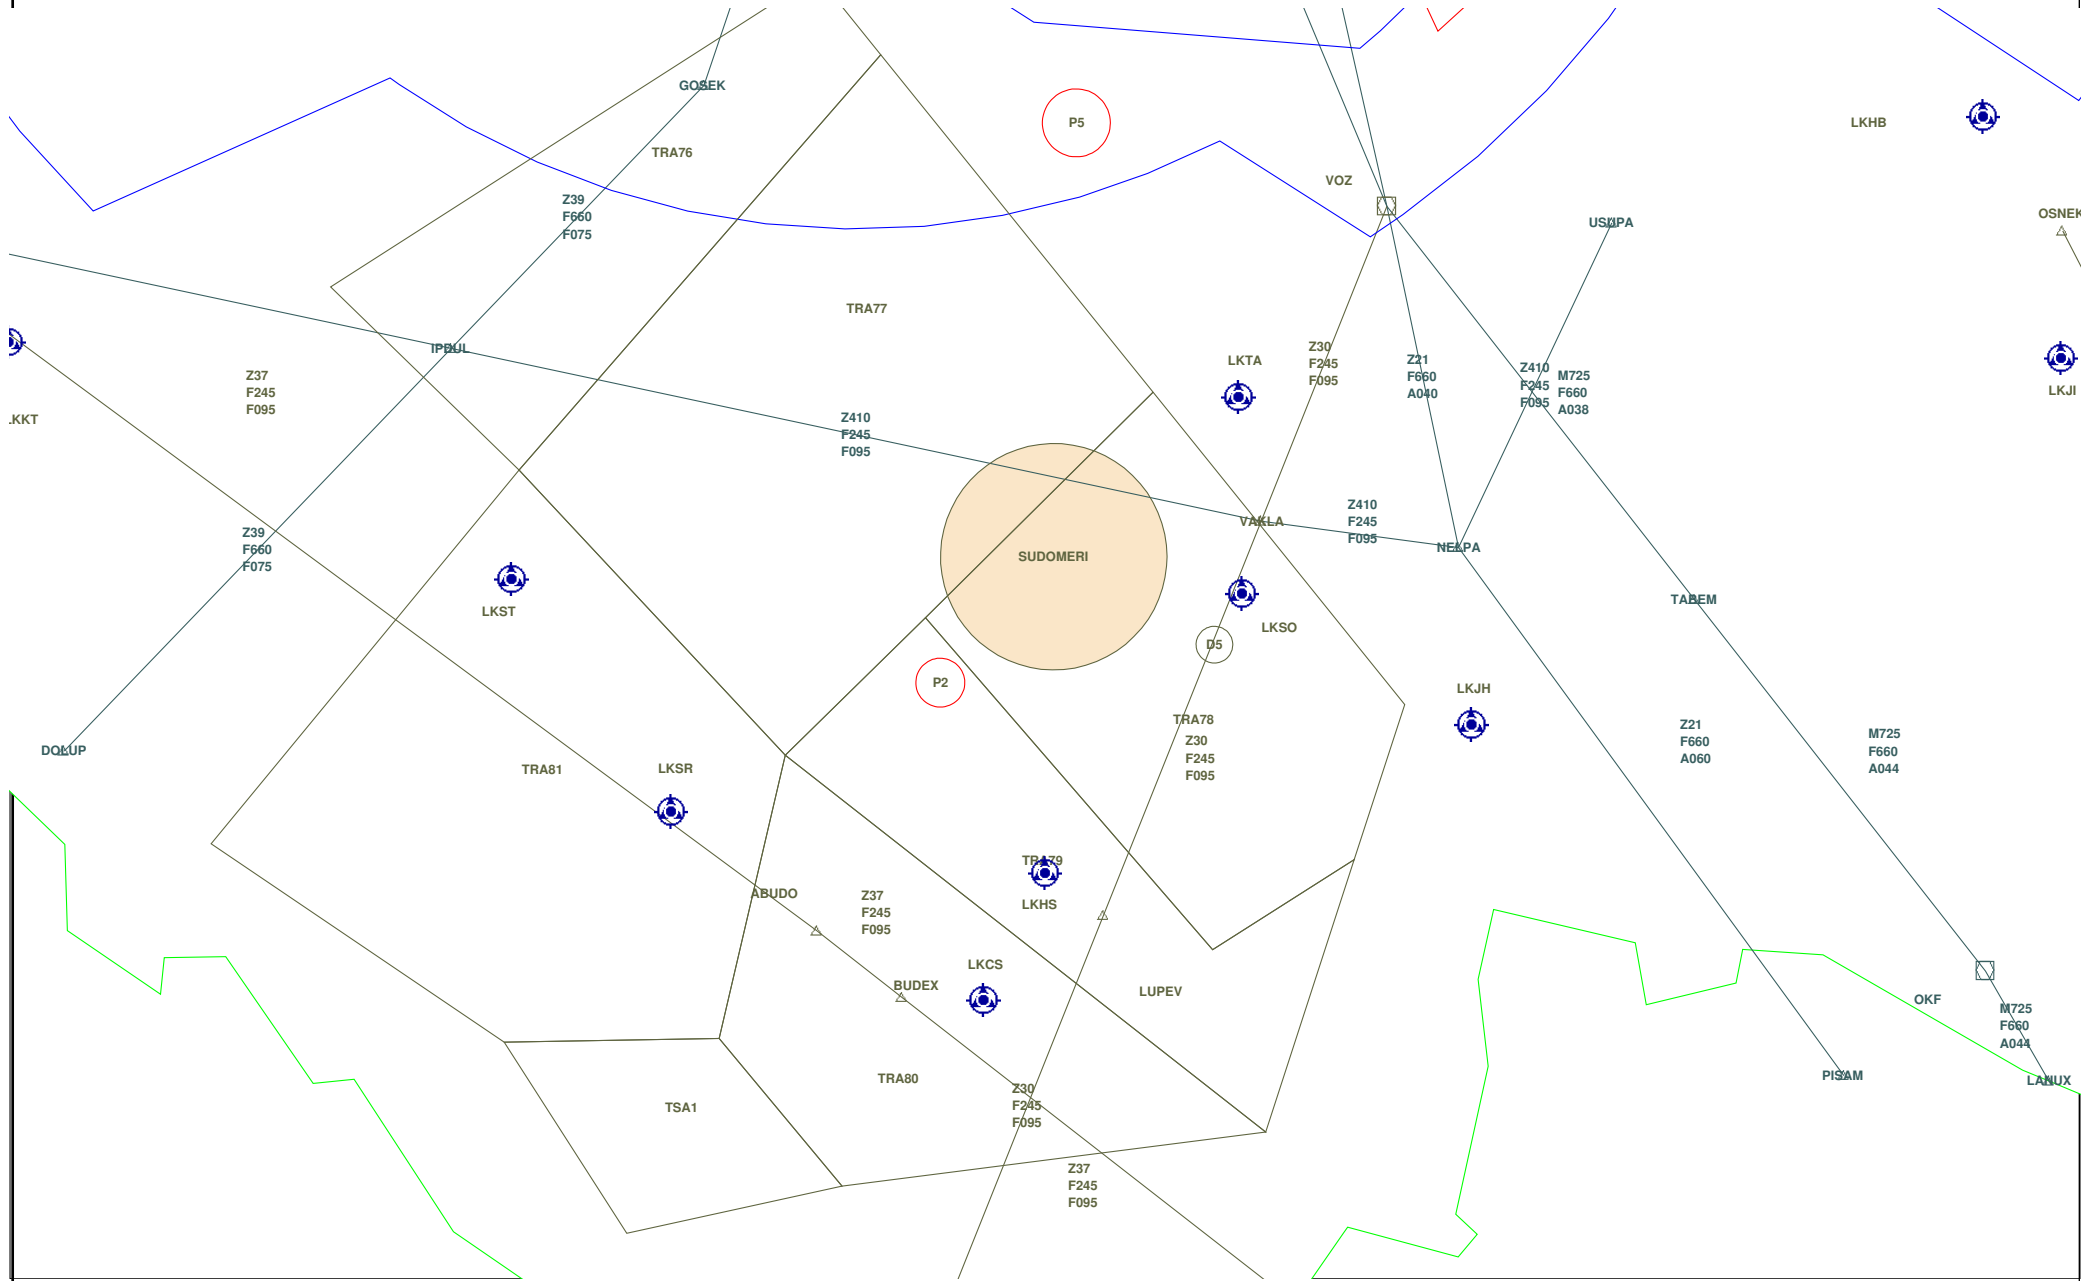 GOSEK
P5
LKHB
TRA76
VOZ
Z39
F660
F075
OSNEK
USUPA
TRA77
IPBUL
LKTA
Z30
F245
F095
Z21
F660
A040
Z410
F245
F095
M725
F660
A038
LKJI
Z37
F245
F095
LKKT
Z410
F245
F095
Z39
F660
F075
VAKLA
Z410
F245
F095
NELPA
SUDOMERI
LKST
TABEM
LKSO
D5
P2
LKJH
TRA78
Z30
F245
F095
Z21
F660
A060
M725
F660
A044
DOLUP
TRA81
LKSR
TRA79
ABUDO
Z37
F245
F095
LKHS
LKCS
BUDEX
LUPEV
OKF
M725
F660
A044
TRA80
Z30
F245
F095
PISAM
LANUX
TSA1
Z37
F245
F095